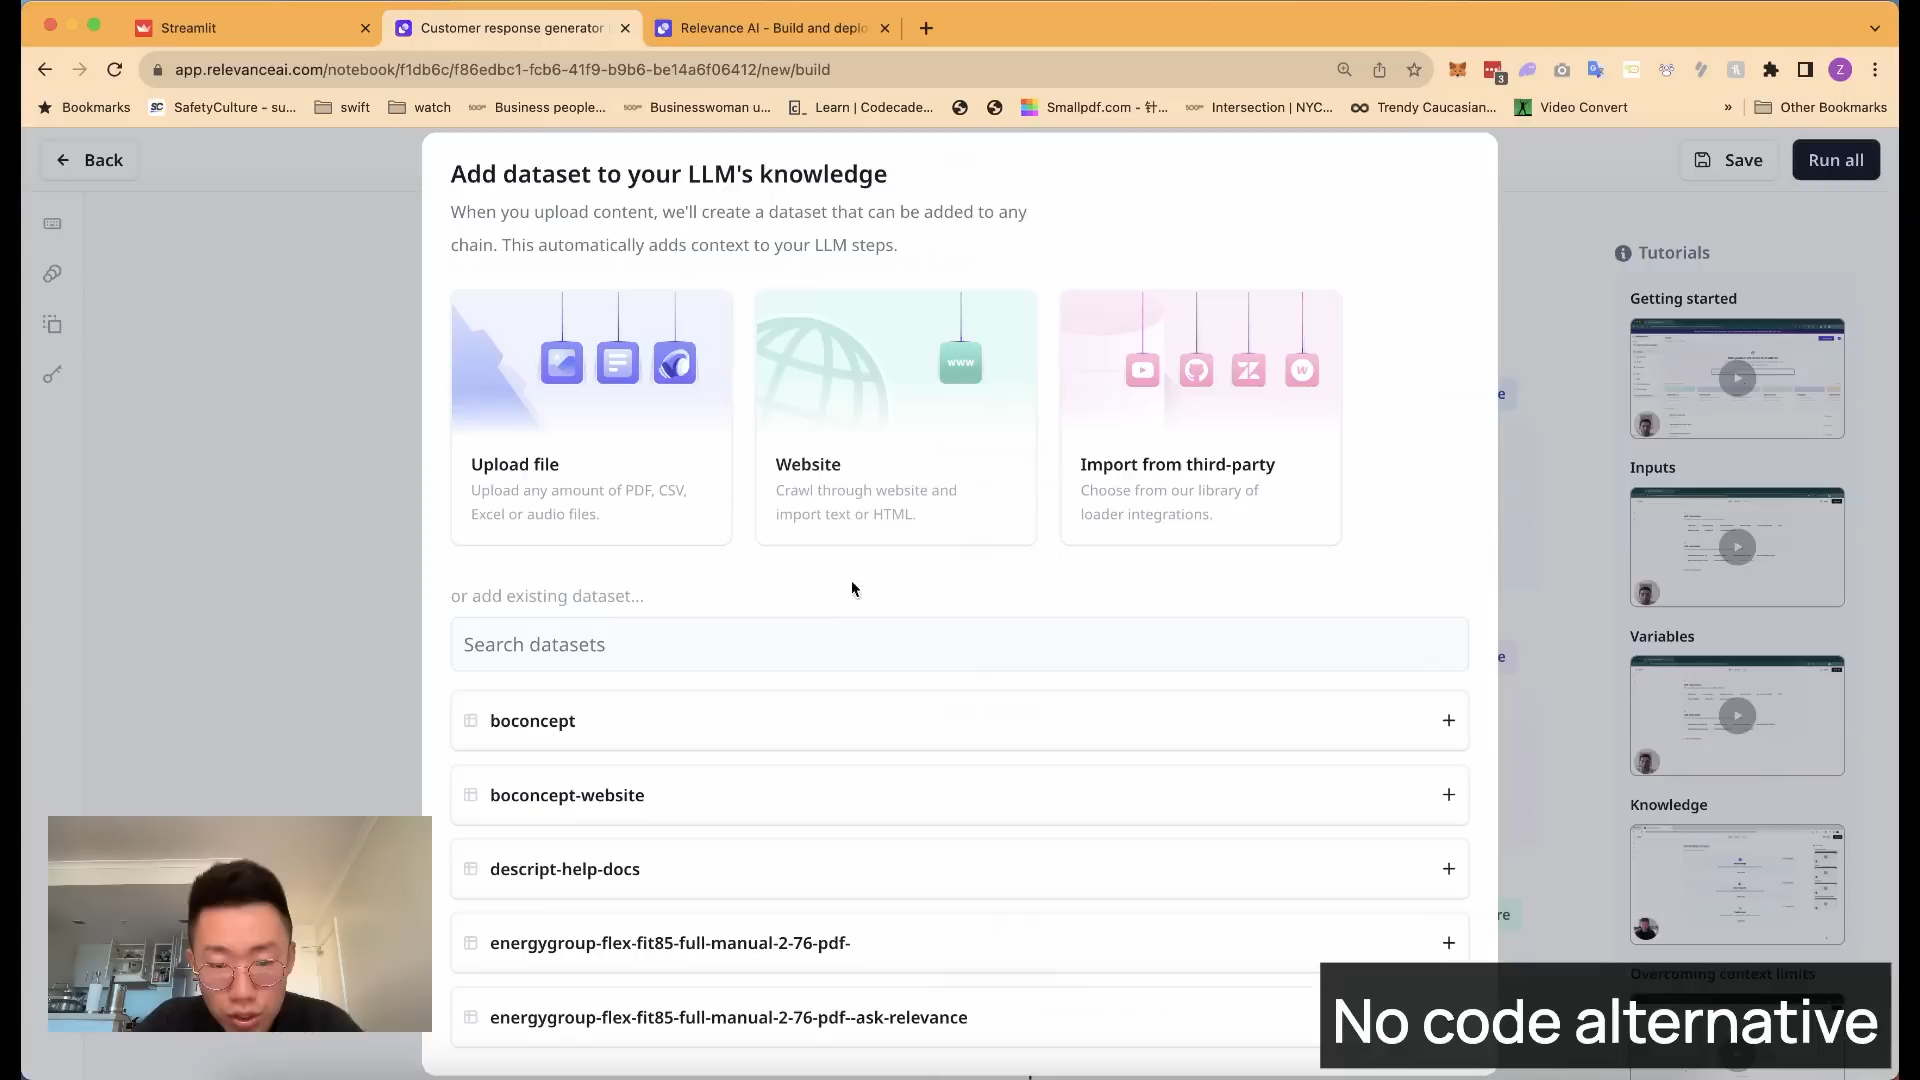 Streamlit
Customer response generator
Relevance AI - Build and deplo
app.relevanceai.com/notebook/f1db6c/f86edbc1-fcb6-41f9-b9b6-be14a6f06412/new/build
3
Z
Bookmarks
SafetyCulture - su...
swift
watch
Business people...
Businesswoman u...
Learn | Codecade...
Smallpdf.com - 针...
Intersection | NYC...
Trendy Caucasian...
Video Convert
»
Other Bookmarks
Back
Save
Run all
Add dataset to your LLM's knowledge
When you upload content, we'll create a dataset that can be added to any
chain. This automatically adds context to your LLM steps.
www
Upload file
Upload any amount of PDF, CSV,
Excel or audio files.
Website
Crawl through website and
import text or HTML.
Import from third-party
Choose from our library of
loader integrations.
or add existing dataset...
Search datasets
boconcept
boconcept-website
descript-help-docs
energygroup-flex-fit85-full-manual-2-76-pdf-
energygroup-flex-fit85-full-manual-2-76-pdf--ask-relevance
Tutorials
Getting started
Inputs
Variables
Knowledge
Overcoming context limits
No code alternative